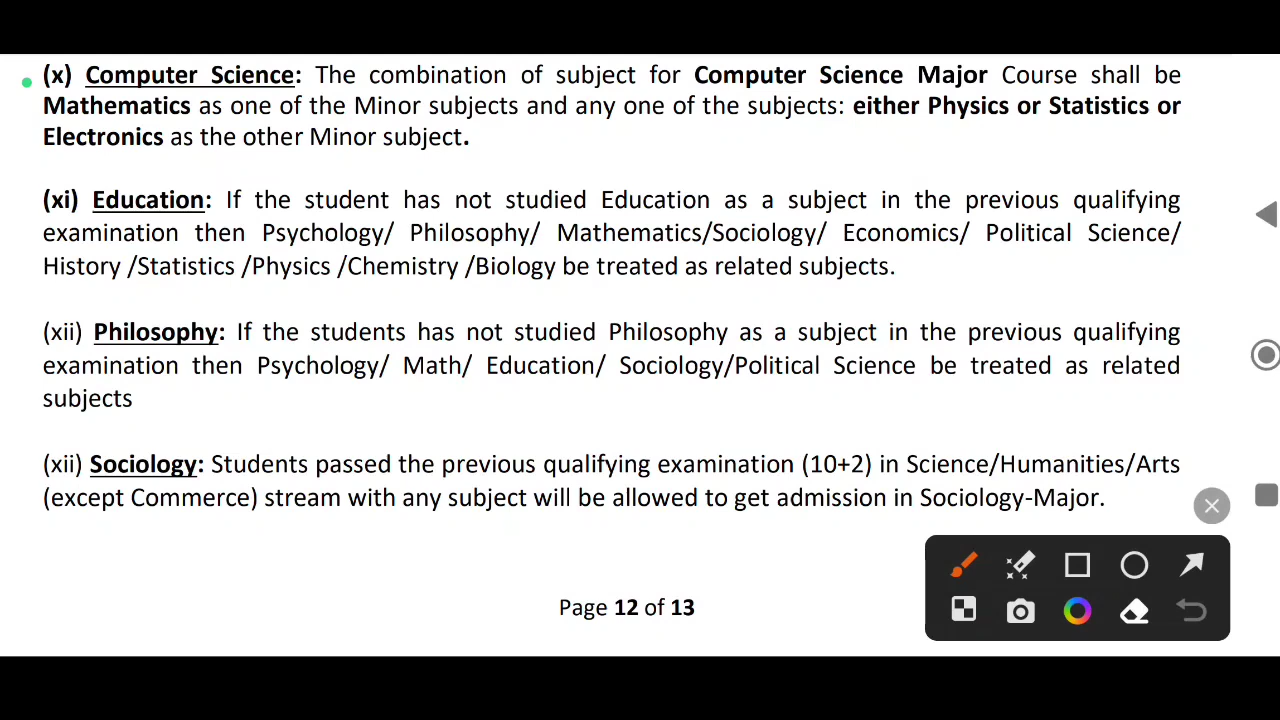 (x) Computer Science: The combination of subject for Computer Science Major Course shall be
Mathematics as one of the Minor subjects and any one of the subjects: either Physics or Statistics or
Electronics as the other Minor subject.
(xi) Education: If the student has not studied Education as a subject in the previous qualifying
examination then Psychology/ Philosophy/ Mathematics/Sociology/ Economics/ Political Science/
History /Statistics /Physics /Chemistry /Biology be treated as related subjects.
(xii) Philosophy: If the students has not studied Philosophy as a subject in the previous qualifying
examination then Psychology/ Math/ Education/ Sociology/Political Science be treated as related
subjects
(xii) Sociology: Students passed the previous qualifying examination (10+2) in Science/Humanities/Arts
(except Commerce) stream with any subject will be allowed to get admission in Sociology-Major.
Page 12 of 13